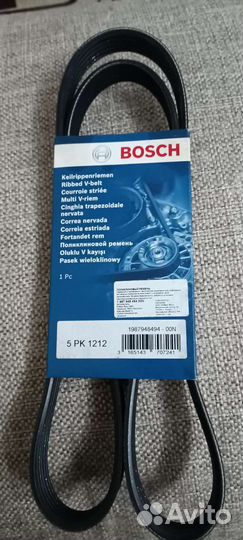 BOSCH
Keilrippenriemen
Ribbed V-belt
Courroie striée
Multi V-riem
Cinghia trapezoidale
nervata
Correa nervada
Correia estriada
Fortandet rem
Поликлиновой ремень
Oluklu V kayışı
Pasek wieloklinowy
1 Pc
1987948494 - 00N
5 PK 1212
3 165143 707241
Avito